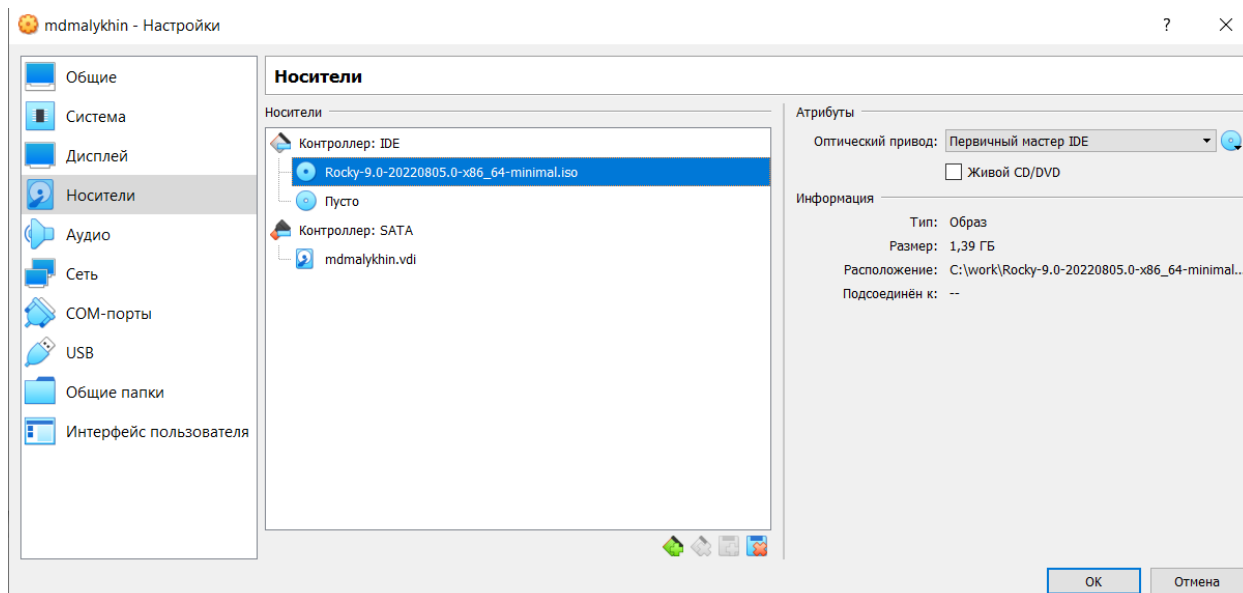 mdmalykhin - Настройки
?
Общие
Система
Дисплей
Носители
Аудио
Сеть
COM-порты
USB
Общие папки
Интерфейс пользователя
Носители
Носители
Контроллер: IDE
Rocky-9.0-20220805.0-x86_64-minimal.iso
Пусто
Контроллер: SATA
mdmalykhin.vdi
Атрибуты
Оптический привод: Первичный мастер IDE
Живой CD/DVD
Информация
Тип: Образ
Размер: 1,39 ГБ
Расположение: C:\work\Rocky-9.0-20220805.0-x86_64-minimal...
Подсоединён к: --
OK
Отмена